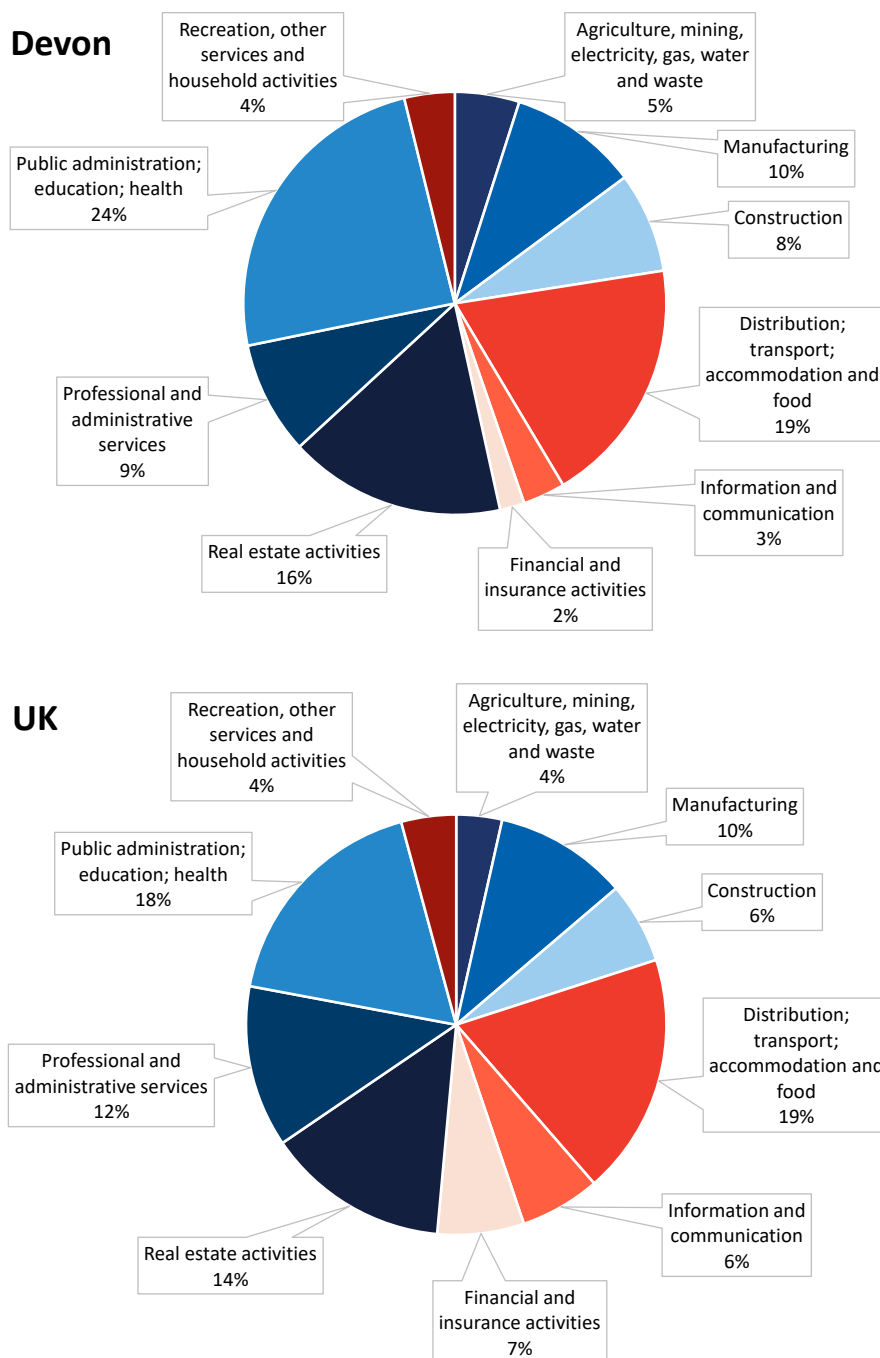 Devon
Recreation, other
services and
household activities
4%
Agriculture, mining,
electricity, gas, water
and waste
5%
Manufacturing
10%
Public administration;
education; health
24%
Construction
8%
Distribution;
transport;
accommodation and
food
19%
Professional and
administrative
services
9%
Information and
communication
3%
Real estate activities
16%
Financial and
insurance activities
2%
UK
Recreation, other
services and
household activities
4%
Agriculture, mining,
electricity, gas, water
and waste
4%
Manufacturing
10%
Public administration;
education; health
18%
Construction
6%
Distribution;
transport;
accommodation and
food
19%
Professional and
administrative services
12%
Information and
communication
6%
Real estate activities
14%
Financial and
insurance activities
7%